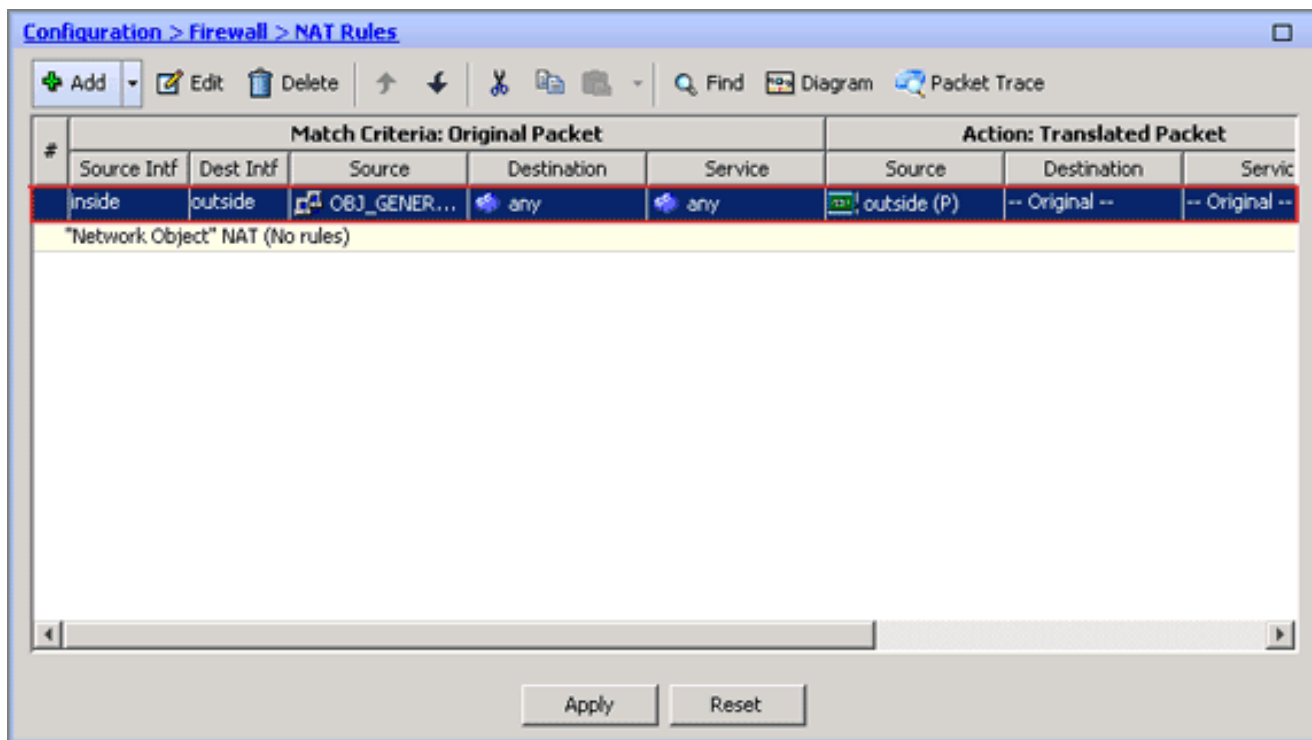 Configuration > Firewall > NAT Rules
Add Edit Delete Find Diagram Packet Trace
# Match Criteria: Original Packet Action: Translated Packet
Source Intf Dest Intf Source Destination Service Source Destination Servic
inside outside OBJ_GENER... any any outside (P) -- Original -- -- Original --
"Network Object" NAT (No rules)
Apply Reset